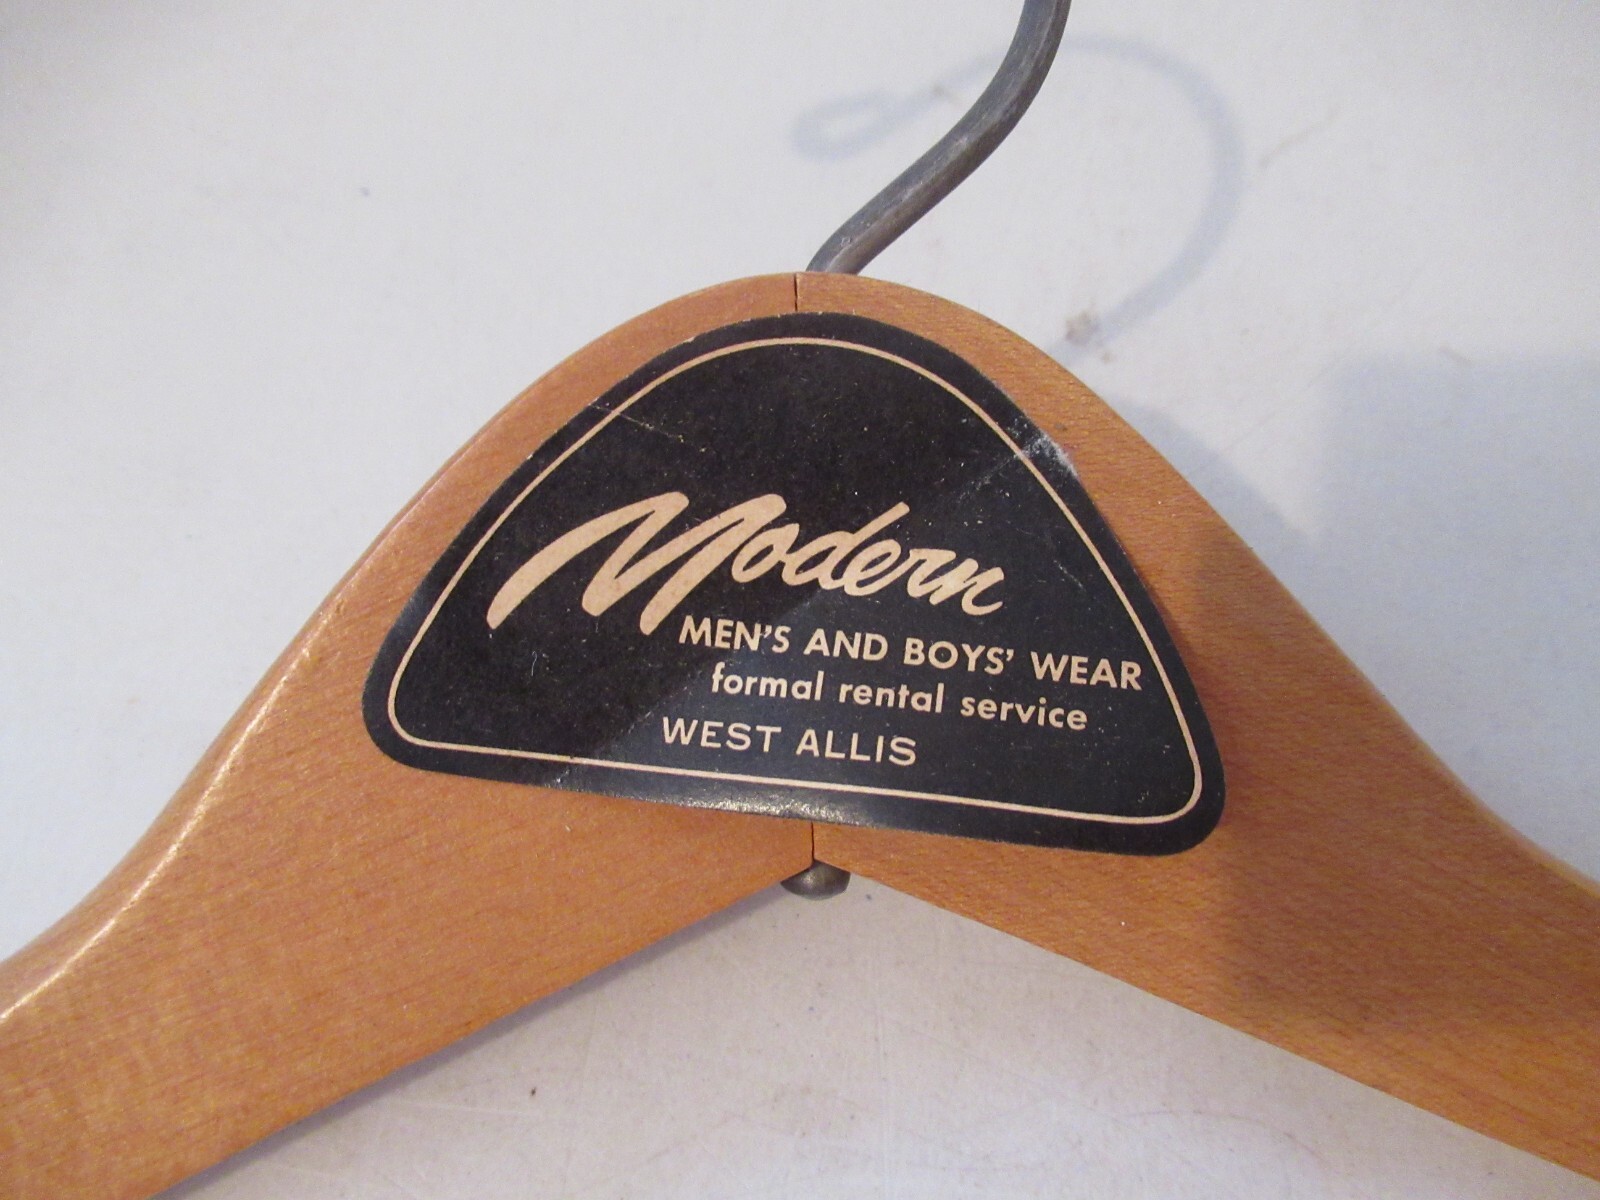 Modern
MEN'S AND BOYS' WEAR
formal rental service
WEST ALLIS